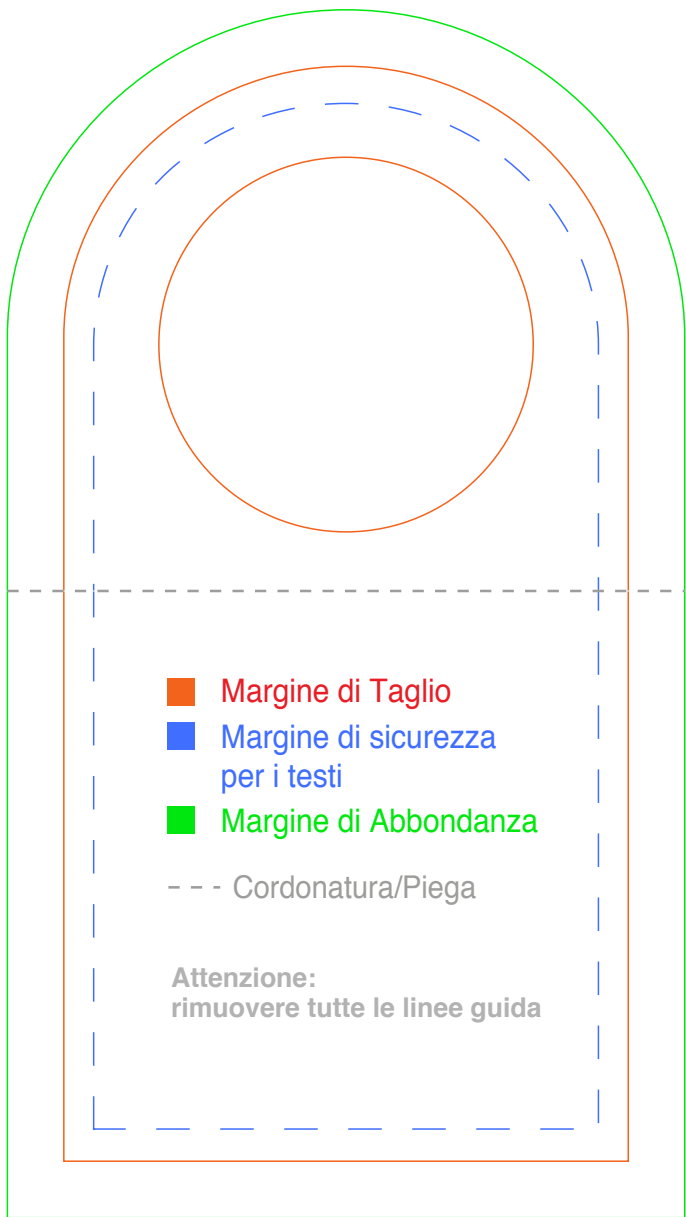 Margine di Taglio
Margine di sicurezza
per i testi
Margine di Abbondanza
Cordonatura/Piega
Attenzione:
rimuovere tutte le linee guida